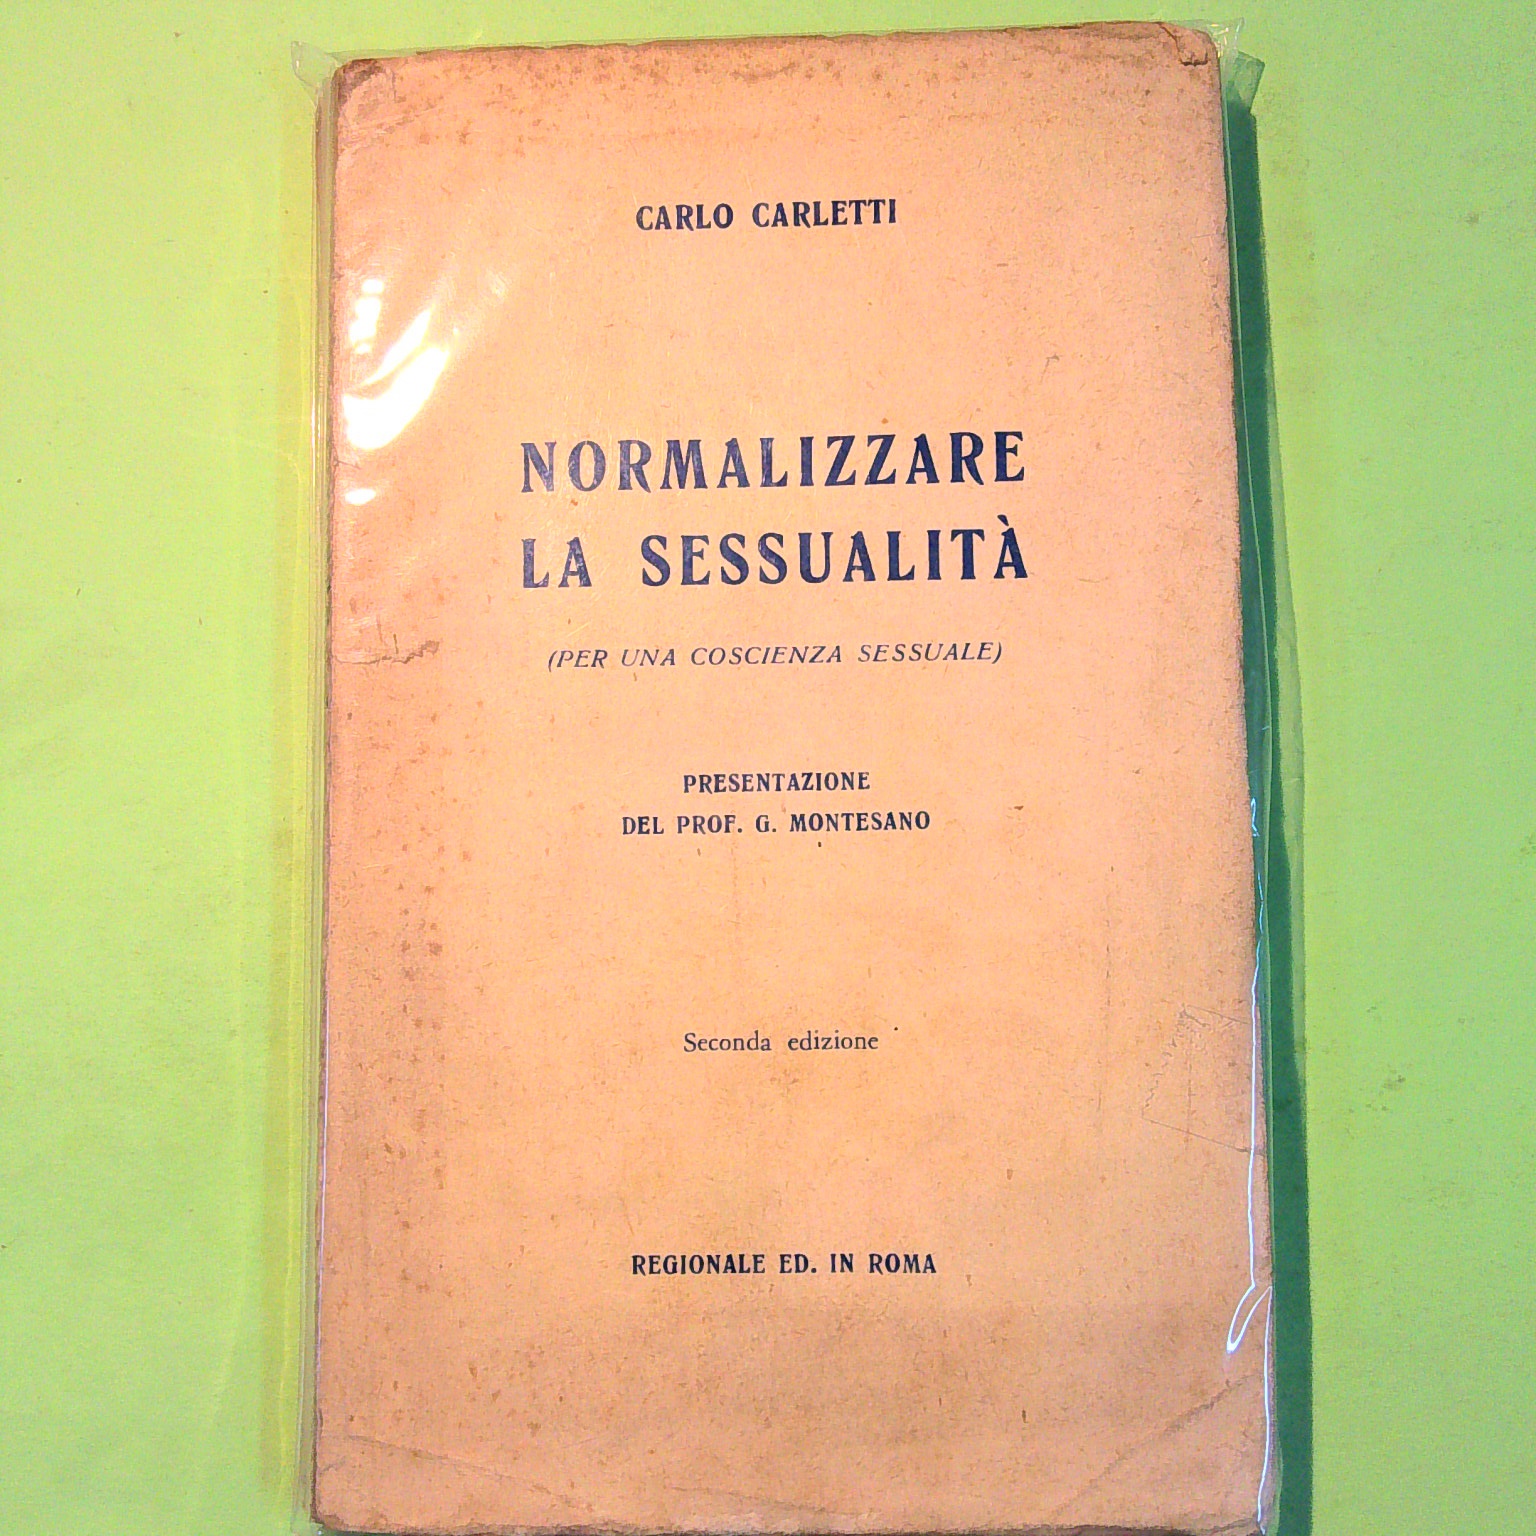 CARLO CARLETTI
NORMALIZZARE
LA SESSUALITÀ
(PER UNA COSCIENZA SESSUALE)
PRESENTAZIONE
DEL PROF. G. MONTESANO
Seconda edizione
REGIONALE ED. IN ROMA